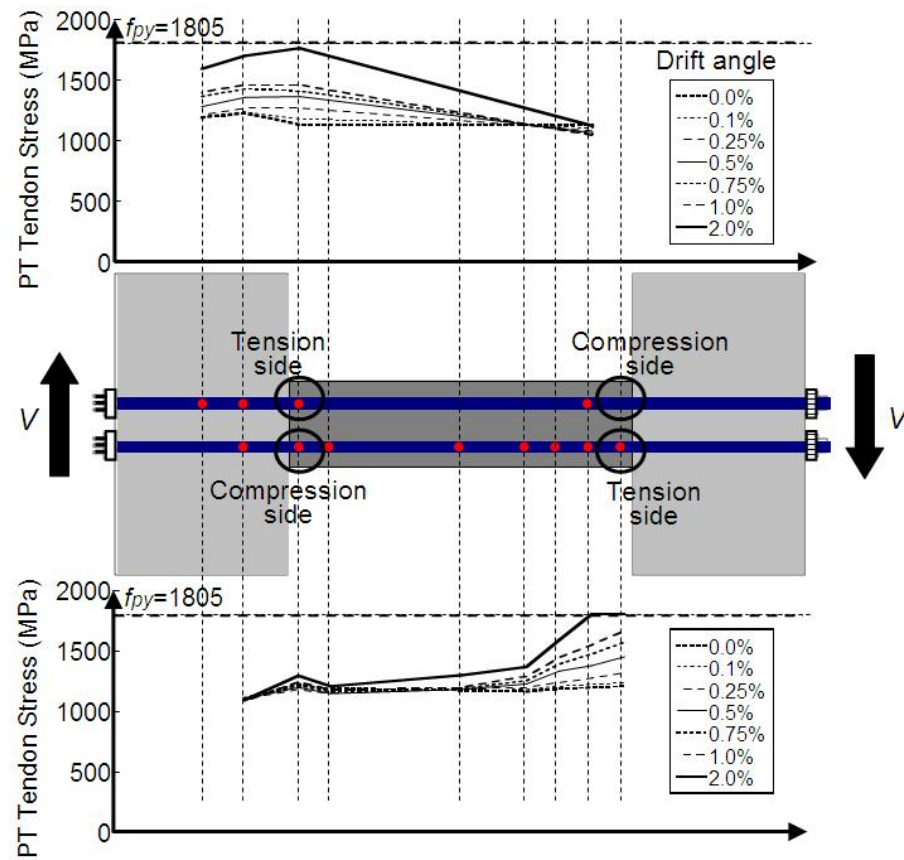 PT Tendon Stress (MPa)
2000
1500
1000
500
0
fpy=1805
Drift angle
0.0%
0.1%
0.25%
0.5%
0.75%
1.0%
2.0%
Tension
side
Compression
side
V
V
Compression
side
Tension
side
PT Tendon Stress (MPa)
2000
1500
1000
500
0
fpy=1805
0.0%
0.1%
0.25%
0.5%
0.75%
1.0%
2.0%